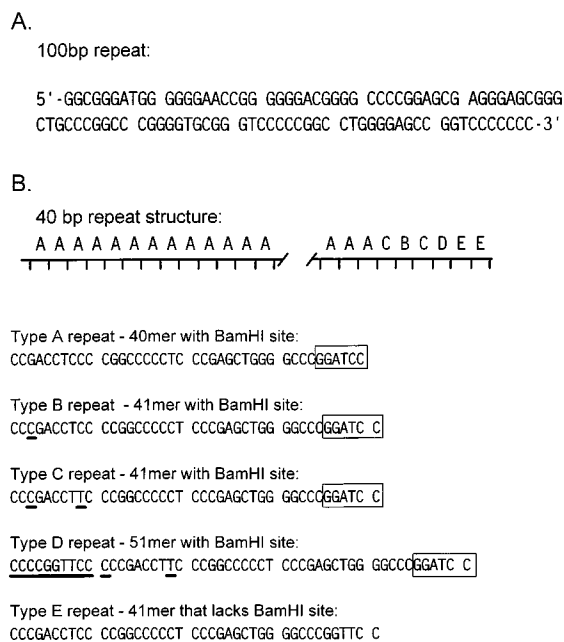 A.
100bp repeat:
5'-GGCGGGATGG GGGGAACCGG GGGGACGGGG CCCCGGAGCG AGGGAGCGGG
CTGCCCGGCC CGGGGTGCGG GTCCCCCGGC CTGGGGAGCC GGTCCCCCCC-3'
B.
40 bp repeat structure:
A A A A A A A A A A A A A A A A C B C D E E
Type A repeat - 40mer with BamHI site:
CCGACCTCCC CGGCCCCCTC CCGAGCTGGG GCCCGGATCC
Type B repeat - 41mer with BamHI site:
CCCGACCTCC CCGGCCCCCT CCCGAGCTGG GGCCCGGATC C
Type C repeat - 41mer with BamHI site:
CCCGACCTTC CCGGCCCCCT CCCGAGCTGG GGCCCGGATC C
Type D repeat - 51mer with BamHI site:
CCCCGGTTCC CCCGACCTTC CCGGCCCCCT CCCGAGCTGG GGCCCGGATC C
Type E repeat - 41mer that lacks BamHI site:
CCCGACCTCC CCGGCCCCCT CCCGAGCTGG GGCCCGGTTC C